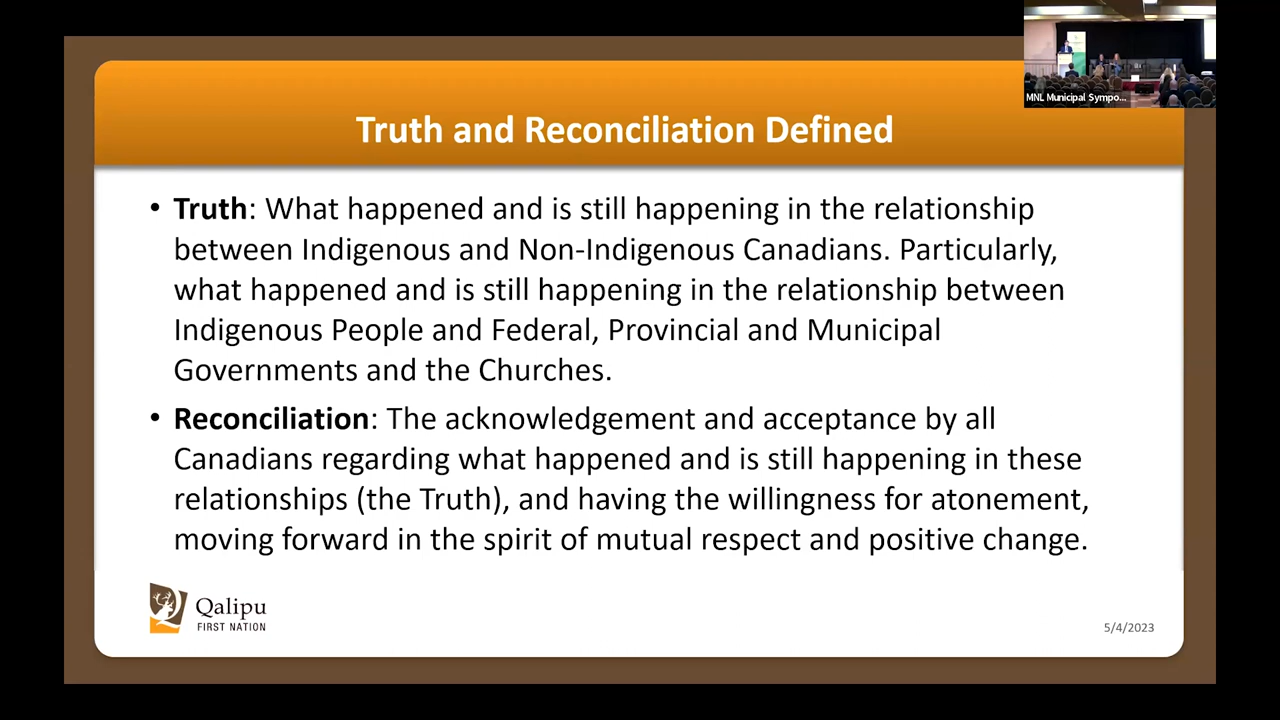 MNL Municipal Sympo...
Truth and Reconciliation Defined
• Truth: What happened and is still happening in the relationship
between Indigenous and Non-Indigenous Canadians. Particularly,
what happened and is still happening in the relationship between
Indigenous People and Federal, Provincial and Municipal
Governments and the Churches.
• Reconciliation: The acknowledgement and acceptance by all
Canadians regarding what happened and is still happening in these
relationships (the Truth), and having the willingness for atonement,
moving forward in the spirit of mutual respect and positive change.
Qalipu
FIRST NATION
5/4/2023